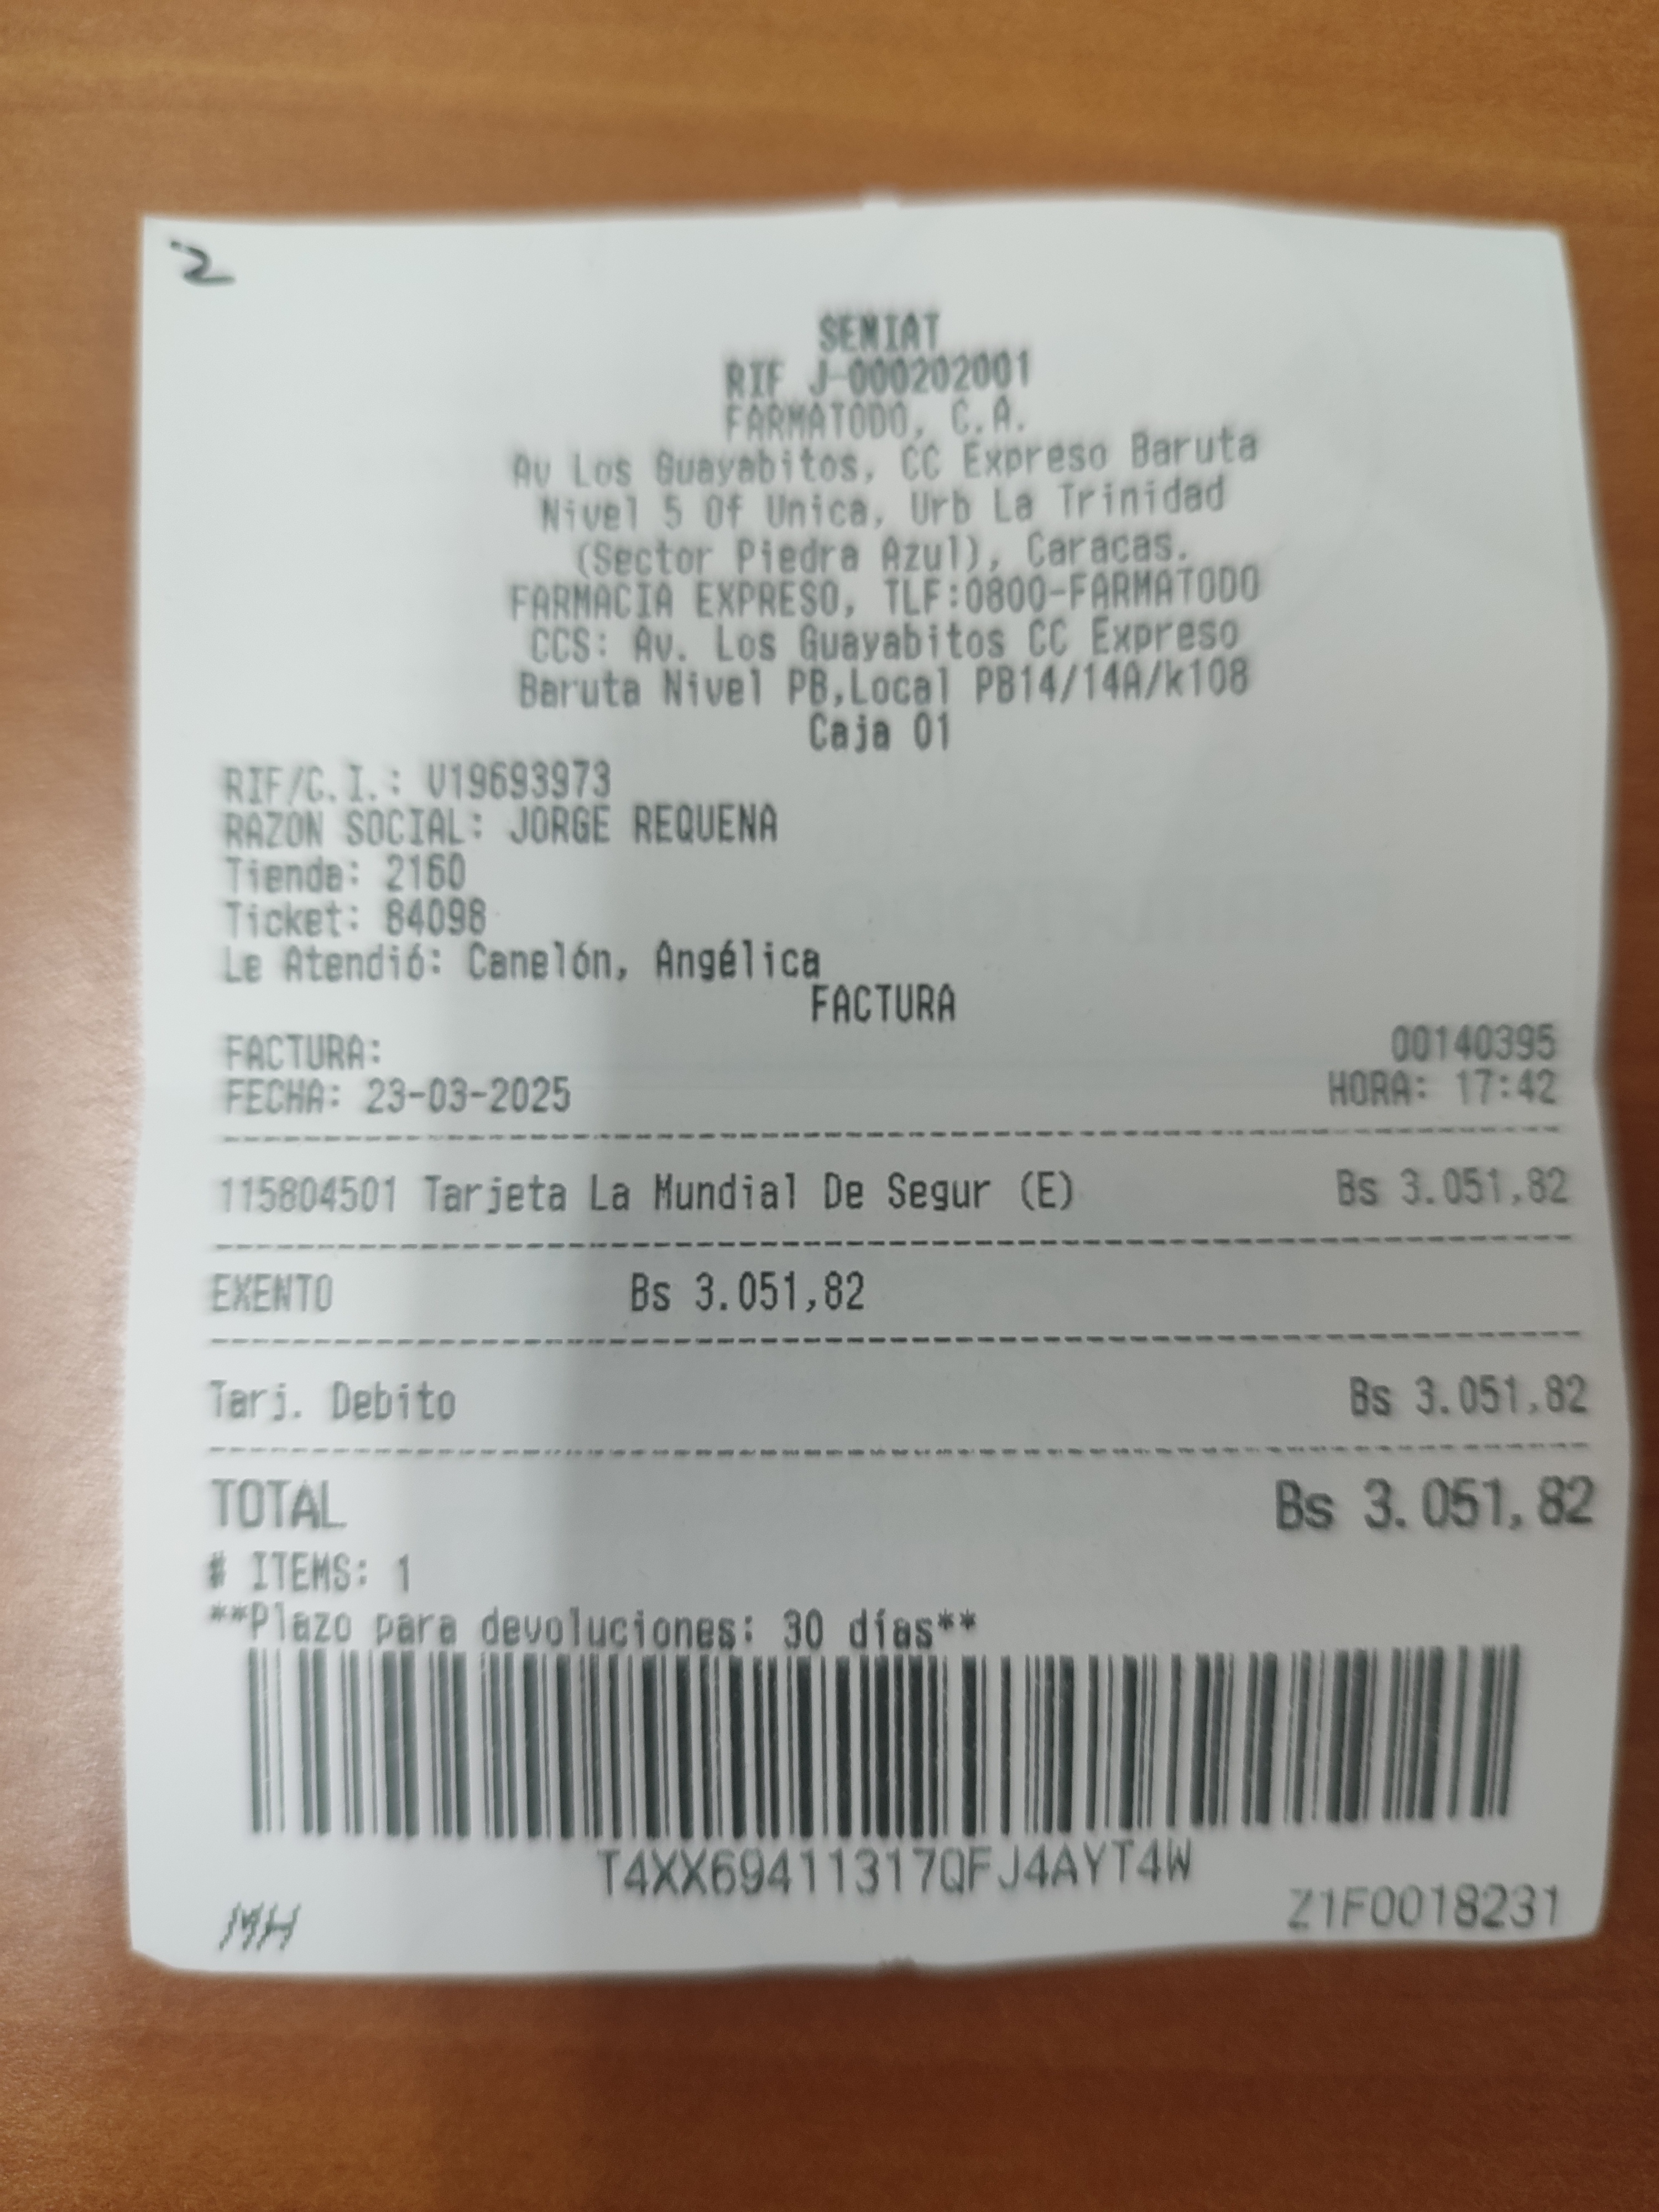 2
SENIAT
RIF J-000202001
FARMATODO, C.A.
Av Los Guayabitos, CC Expreso Baruta
Nivel 5 Of Unica, Urb La Trinidad
(Sector Piedra Azul), Caracas.
FARMACIA EXPRESO, TLF:0800-FARMATODO
CCS: Av. Los Guayabitos CC Expreso
Baruta Nivel PB,Local PB14/14A/k108
Caja 01
RIF/C.I.: V19693973
RAZON SOCIAL: JORGE REQUENA
Tienda: 2160
Ticket: 84098
Le Atendió: Canelón, Angélica
FACTURA
FACTURA: 00140395
FECHA: 23-03-2025 HORA: 17:42
115804501 Tarjeta La Mundial De Segur (E) Bs 3.051,82
EXENTO Bs 3.051,82
Tarj. Debito Bs 3.051,82
TOTAL Bs 3.051,82
# ITEMS: 1
**Plazo para devoluciones: 30 días**
T4XX69411317QFJ4AYT4W
MH Z1F0018231